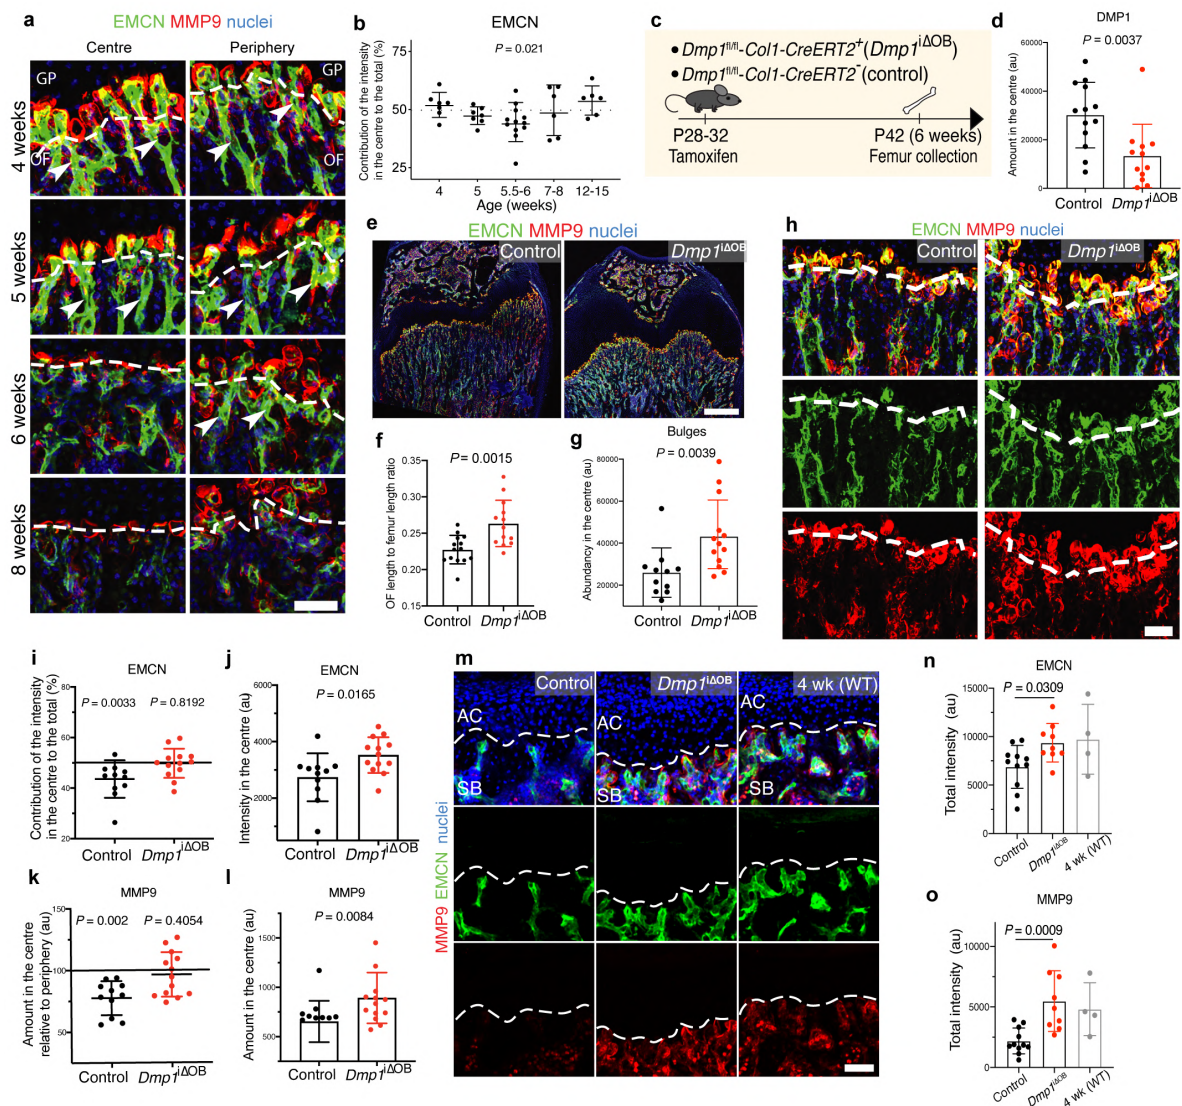 a
EMCN MMP9 nuclei
Centre
Periphery
GP
GP
OF
OF
4 weeks
5 weeks
6 weeks
8 weeks
b
EMCN
P = 0.021
Contribution of the intensity
in the centre to the total (%)
75
50
25
4
5
5.5-6
7-8
12-15
Age (weeks)
c
• Dmp1fl/fl-Col1-CreERT2+(Dmp1iΔOB)
• Dmp1fl/fl-Col1-CreERT2-(control)
P28-32
Tamoxifen
P42 (6 weeks)
Femur collection
d
DMP1
P = 0.0037
Amount in the centre (au)
60000
40000
20000
0
Control
Dmp1iΔOB
e
EMCN MMP9 nuclei
Control
Dmp1iΔOB
f
P = 0.0015
OF length to femur length ratio
0.35
0.30
0.25
0.20
0.15
Control
Dmp1iΔOB
g
Bulges
P = 0.0039
Abundancy in the centre (au)
80000
60000
40000
20000
Control
Dmp1iΔOB
h
EMCN MMP9 nuclei
Control
Dmp1iΔOB
i
EMCN
P = 0.0033
P = 0.8192
Contribution of the intensity
in the centre to the total (%)
80
60
40
20
Control
Dmp1iΔOB
j
EMCN
P = 0.0165
Intensity in the centre (au)
6000
4000
2000
Control
Dmp1iΔOB
k
MMP9
P = 0.002
P = 0.4054
Amount in the centre
relative to periphery (au)
150
100
50
Control
Dmp1iΔOB
l
MMP9
P = 0.0084
Amount in the centre (au)
1500
1000
500
Control
Dmp1iΔOB
m
Control
Dmp1iΔOB
4 wk (WT)
AC
AC
AC
SB
SB
SB
MMP9 EMCN nuclei
n
EMCN
P = 0.0309
Total intensity (au)
15000
10000
5000
0
Control
Dmp1iΔOB
4 wk (WT)
o
MMP9
P = 0.0009
Total intensity (au)
10000
5000
0
Control
Dmp1iΔOB
4 wk (WT)